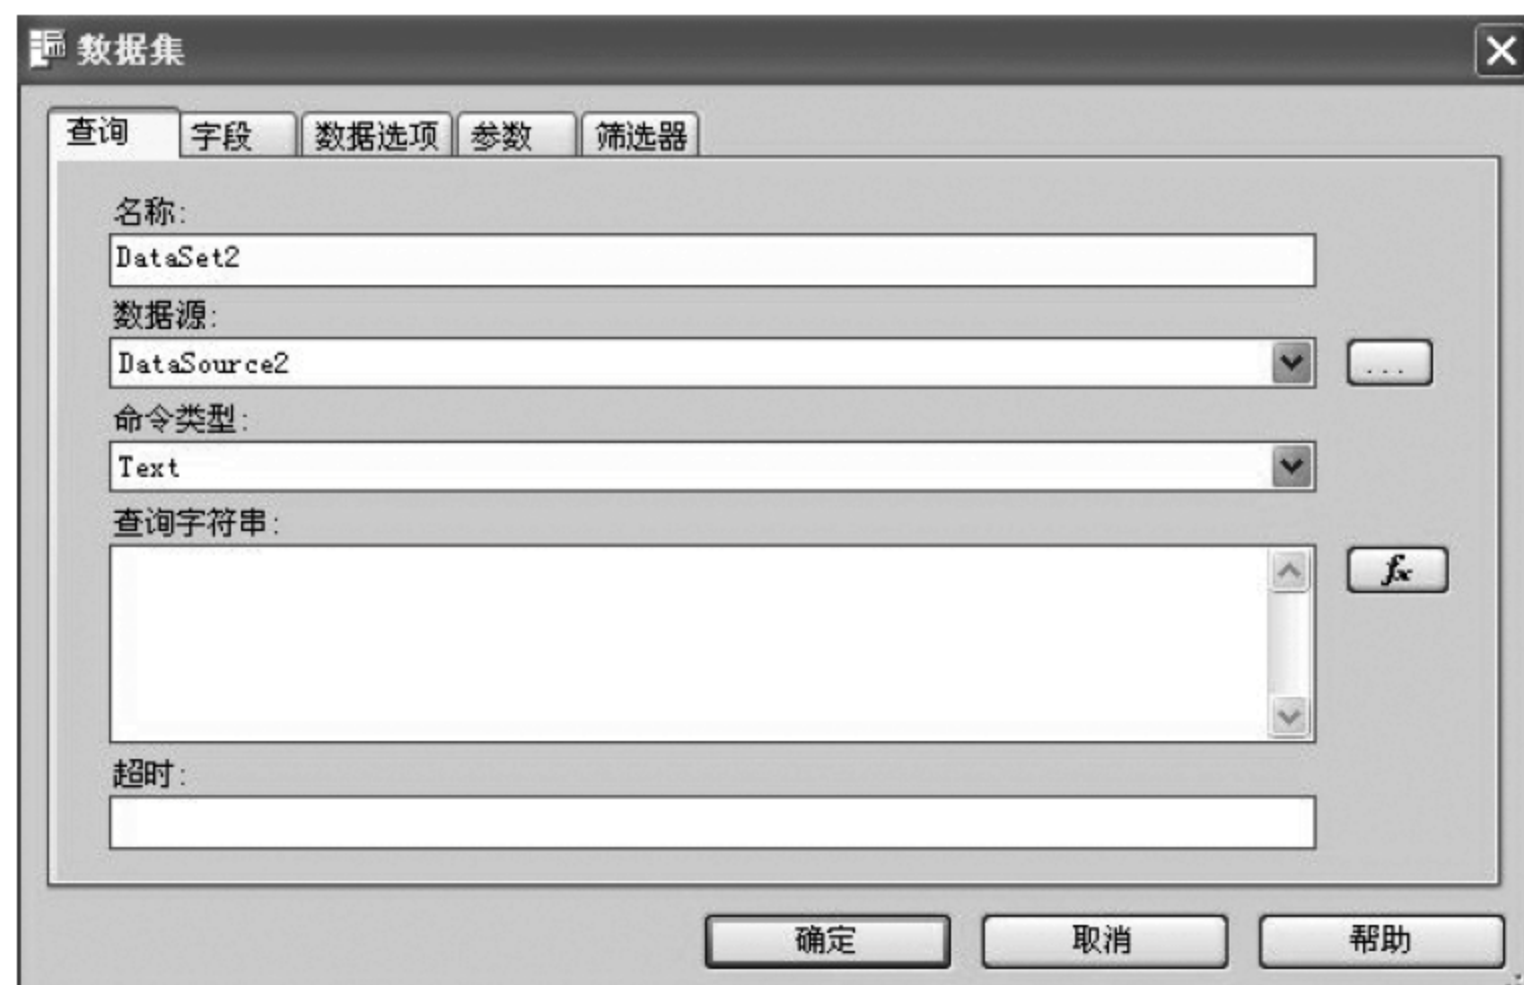 数据集
查询 字段 数据选项 参数 筛选器
名称:
DataSet2
数据源:
DataSource2
...
命令类型:
Text
查询字符串:
fx
超时:
确定 取消 帮助